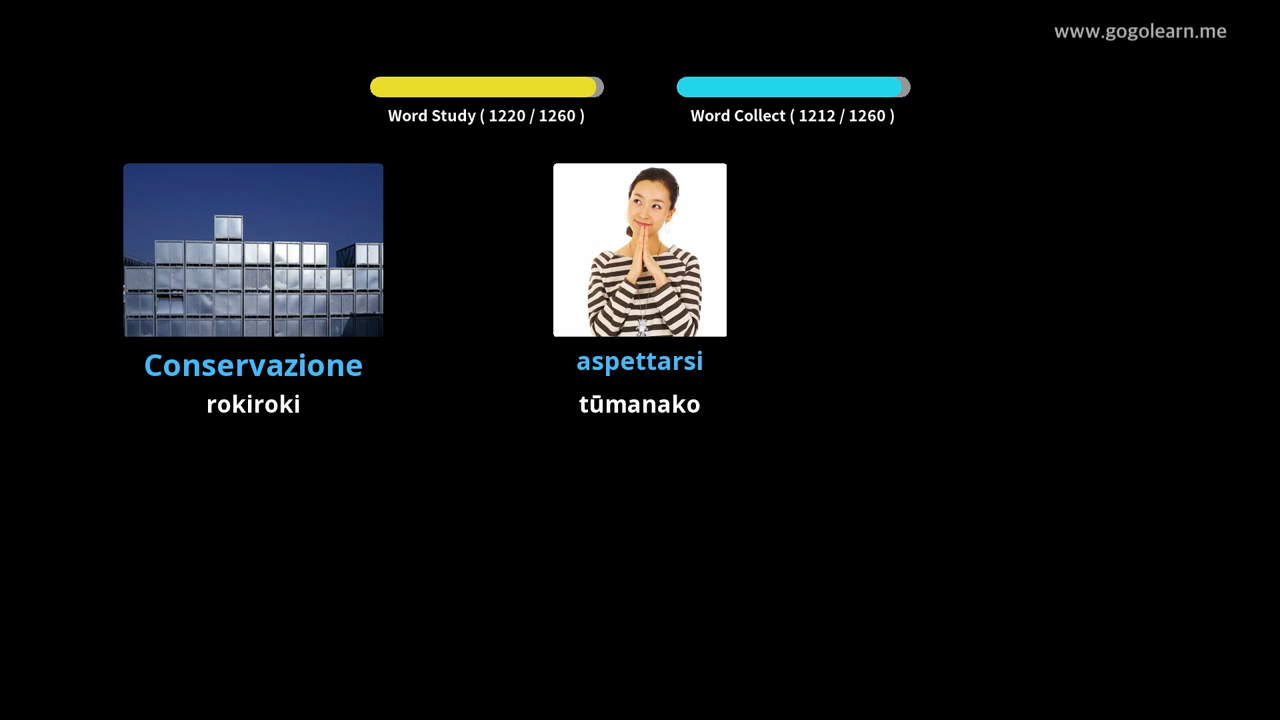 www.gogolearn.me
Word Study ( 1220 / 1260 )
Word Collect ( 1212 / 1260 )
Conservazione
rokiroki
aspettarsi
tūmanako